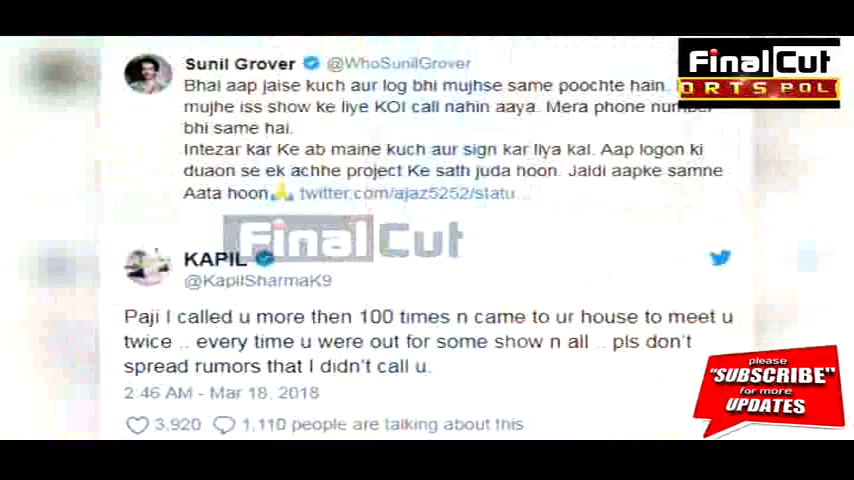 Sunil Grover @WhoSunilGrover
Bhai aap jaise kuch aur log bhi mujhse same poochte hain.
mujhe iss show ke liye KOI call nahin aaya. Mera phone number
bhi same hai.
Intezar kar Ke ab maine kuch aur sign kar liya kal. Aap logon ki
duaon se ek achhe project Ke sath juda hoon. Jaldi aapke samne
Aata hoon🙏 twitter.com/ajaz5252/statu…
FinalCut
ORTS POL
FinalCut
KAPIL
@KapilSharmaK9
Paji I called u more then 100 times n came to ur house to meet u
twice .. every time u were out for some show n all .. pls don't
spread rumors that I didn't call u.
2:46 AM - Mar 18, 2018
3,920 1,110 people are talking about this
please
"SUBSCRIBE"
for more
UPDATES